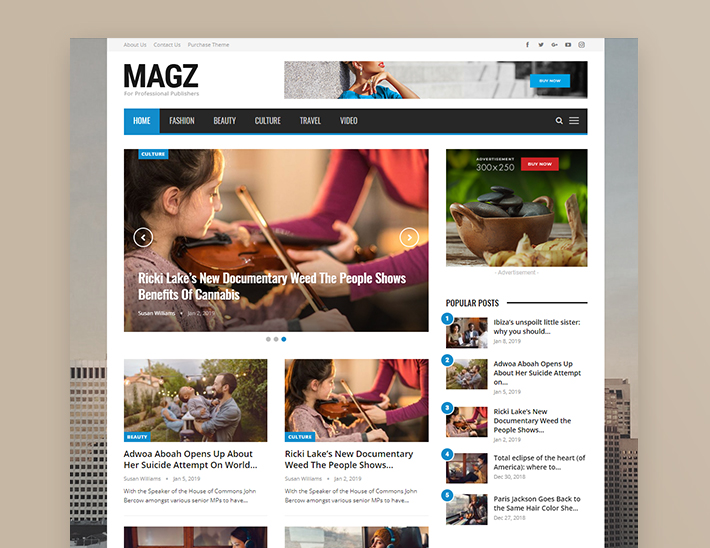 About Us Contact Us Purchase Theme
MAGZ
For Professional Publishers
BUY NOW
HOME FASHION BEAUTY CULTURE TRAVEL VIDEO
CULTURE
Ricki Lake's New Documentary Weed The People Shows
Benefits Of Cannabis
Susan Williams • Jan 2, 2019
ADVERTISEMENT
300x250
BUY NOW
- Advertisement -
POPULAR POSTS
1
Ibiza's unspoilt little sister:
why you should...
Jan 8, 2019
2
Adwoa Aboah Opens Up
About Her Suicide Attempt
on...
Jan 5, 2019
3
Ricki Lake's New
Documentary Weed the
People Shows...
Jan 2, 2019
4
Total eclipse of the heart (of
America): where to...
Dec 30, 2018
5
Paris Jackson Goes Back to
the Same Hair Color She...
Dec 27, 2018
BEAUTY
Adwoa Aboah Opens Up About
Her Suicide Attempt On World...
Susan Williams • Jan 5, 2019
With the Speaker of the House of Commons John
Bercow amongst various senior MPs to have...
CULTURE
Ricki Lake's New Documentary
Weed The People Shows...
Susan Williams • Jan 2, 2019
With the Speaker of the House of Commons John
Bercow amongst various senior MPs to have...